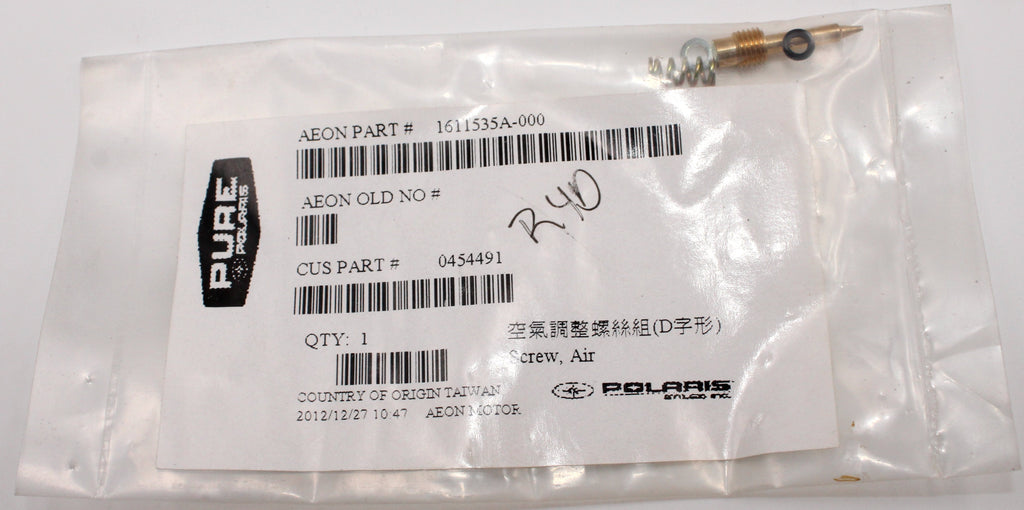 PURE
POLARIS
AEON PART # 1611535A-000
AEON OLD NO #
R40
CUS PART # 0454491
QTY: 1
空氣調整螺絲組(D字形)
Screw, Air
POLARIS
COUNTRY OF ORIGIN TAIWAN
2012/12/27 10:47 AEON MOTOR